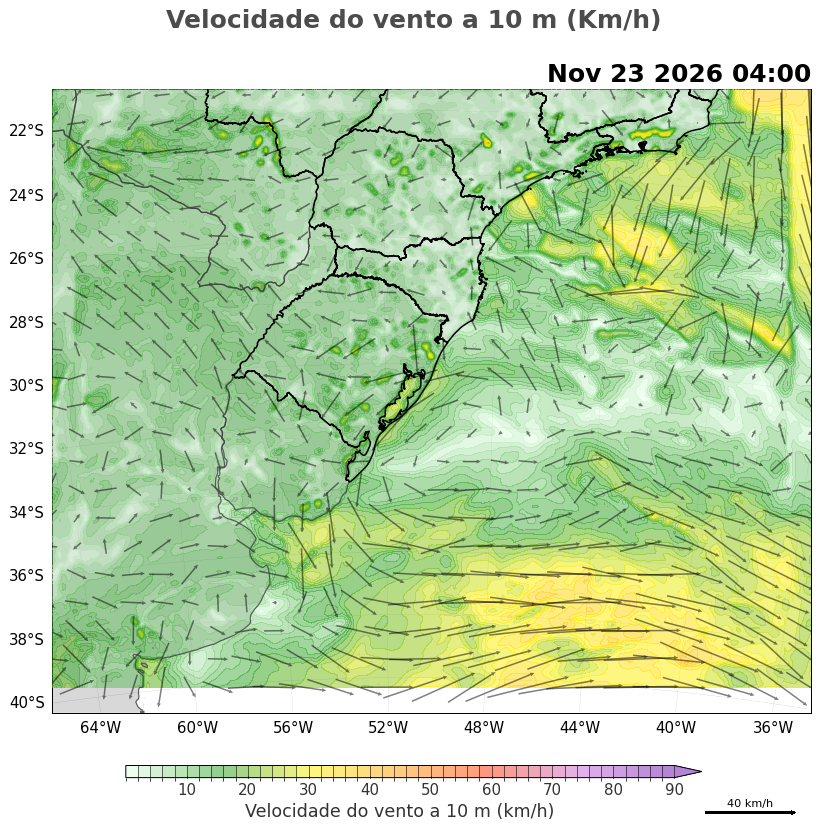 Velocidade do vento a 10 m (Km/h)
Nov 23 2026 04:00
22°S
24°S
26°S
28°S
30°S
32°S
34°S
36°S
38°S
40°S
64°W 60°W 56°W 52°W 48°W 44°W 40°W 36°W
10 20 30 40 50 60 70 80 90
Velocidade do vento a 10 m (km/h)
40 km/h